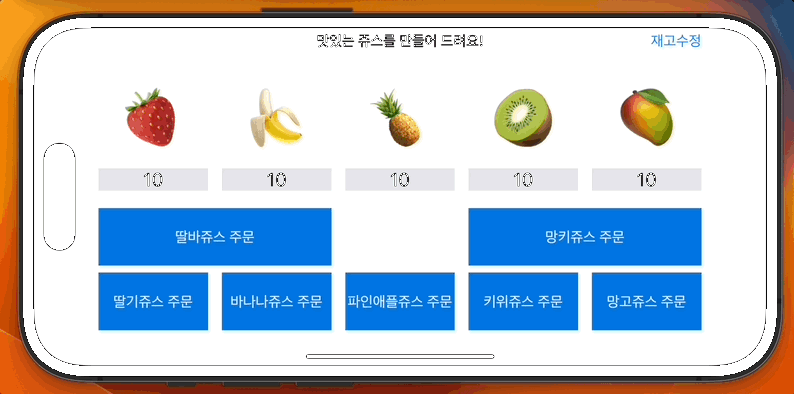 맛있는 쥬스를 만들어 드려요!
재고수정
10 10 10 10 10
딸바쥬스 주문 망키쥬스 주문
딸기쥬스 주문 바나나쥬스 주문 파인애플쥬스 주문 키위쥬스 주문 망고쥬스 주문